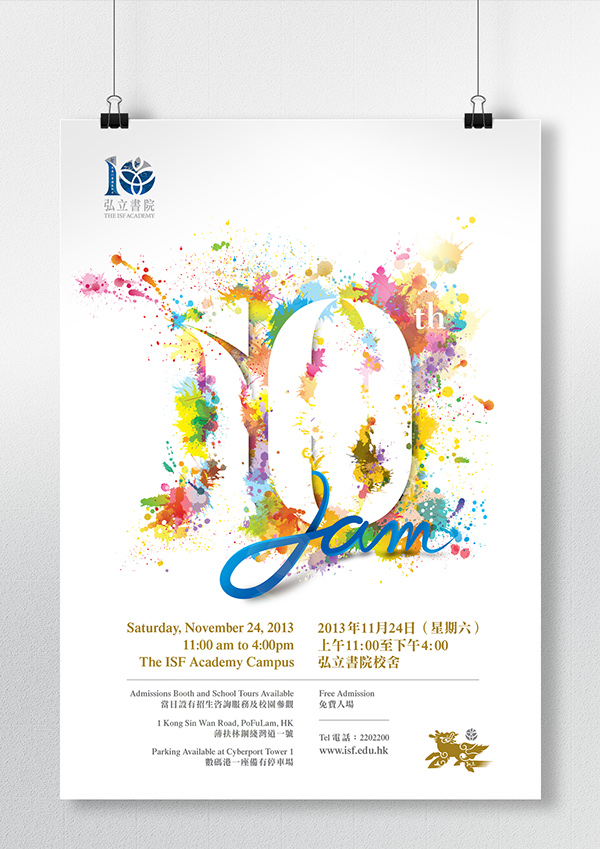 10
弘立書院
THE ISF ACADEMY
10th
Jam
Saturday, November 24, 2013
11:00 am to 4:00pm
The ISF Academy Campus
2013年11月24日（星期六）
上午11:00至下午4:00
弘立書院校舍
Admissions Booth and School Tours Available
當日設有招生咨詢服務及校園參觀
1 Kong Sin Wan Road, PoFuLam, HK
薄扶林鋼綫灣道一號
Parking Available at Cyberport Tower 1
數碼港一座備有停車場
Free Admission
免費入場
Tel 電話：2202200
www.isf.edu.hk